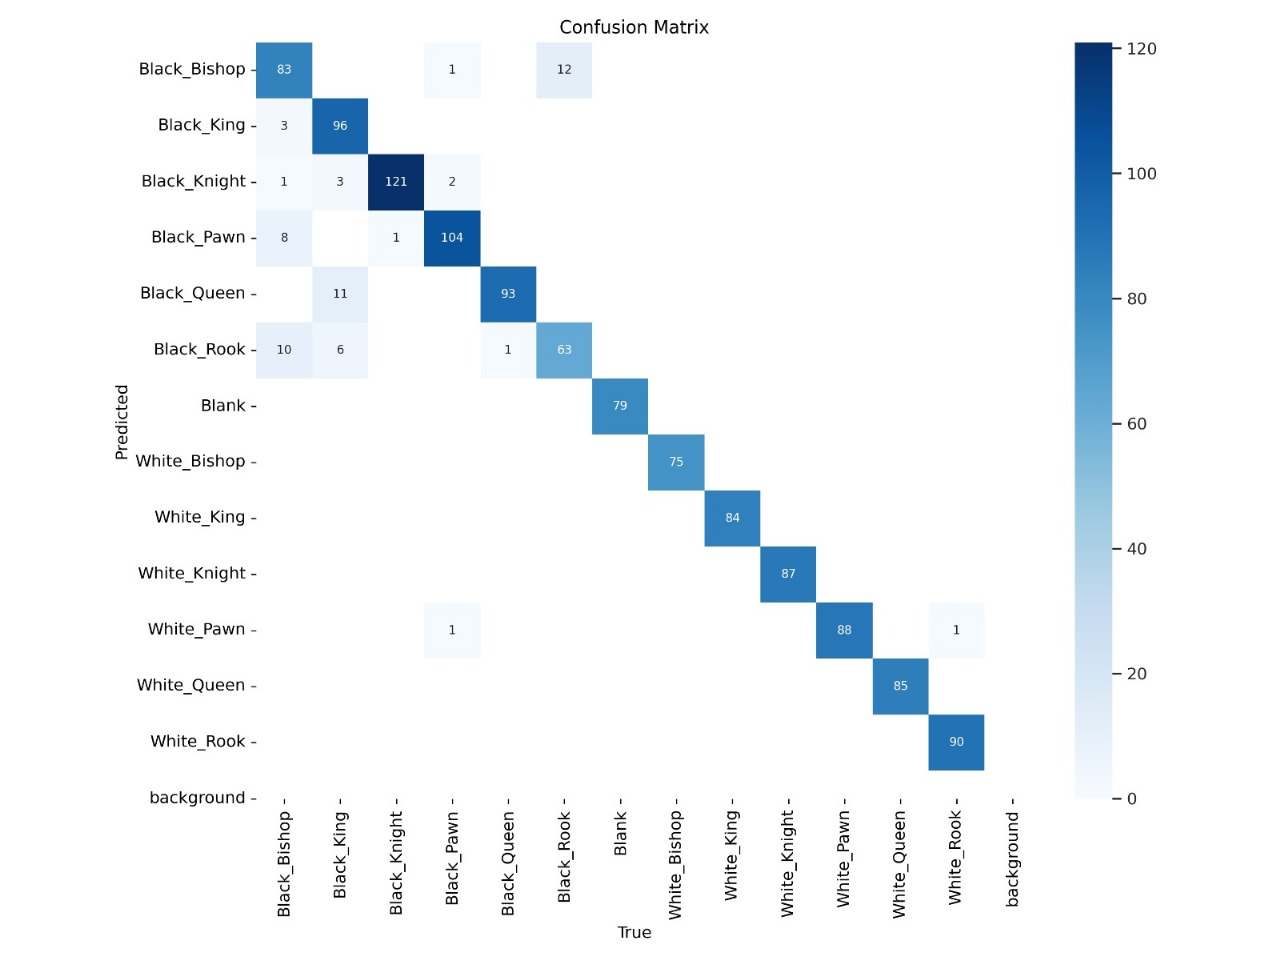 Confusion Matrix
Black_Bishop 83 1 12
Black_King 3 96
Black_Knight 1 3 121 2
Black_Pawn 8 1 104
Black_Queen 11 93
Black_Rook 10 6 1 63
Blank 79
White_Bishop 75
White_King 84
White_Knight 87
White_Pawn 1 88 1
White_Queen 85
White_Rook 90
background
Predicted
Black_Bishop
Black_King
Black_Knight
Black_Pawn
Black_Queen
Black_Rook
Blank
White_Bishop
White_King
White_Knight
White_Pawn
White_Queen
White_Rook
background
True
120
100
80
60
40
20
0